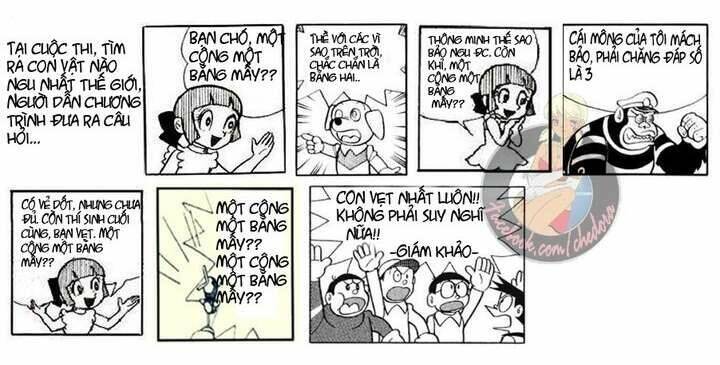 TẠI CUỘC THI, TÌM
RA CON VẬT NÀO
NGU NHẤT THẾ GIỚI,
NGƯỜI DẪN CHƯƠNG
TRÌNH ĐƯA RA CÂU
HỎI...
BẠN CHÓ, MỘT
CỘNG MỘT
BẰNG MẤY??
THỀ VỚI CÁC VÌ
SAO TRÊN TRỜI,
CHẮC CHẮN LÀ
BẰNG HAI..
THÔNG MINH THẾ SAO
BẢO NGU ĐC. CÒN
KHỈ, MỘT
CỘNG MỘT
BẰNG
MẤY??
CÁI MÔNG CỦA TÔI MÁCH
BẢO, PHẢI CHĂNG ĐÁP SỐ
LÀ 3
CÓ VẺ DỐT, NHƯNG CHƯA
ĐỦ. CÒN THÍ SINH CUỐI
CÙNG, BẠN VẸT. MỘT
CỘNG MỘT BẰNG
MẤY??
MỘT CỘNG
MỘT BẰNG
MẤY??
MỘT CỘNG
MỘT BẰNG
MẤY??
CON VẸT NHẤT LUÔN!!
KHÔNG PHẢI SUY NGHĨ
NỮA!!
-GIÁM KHẢO-
facebook.com/chedora